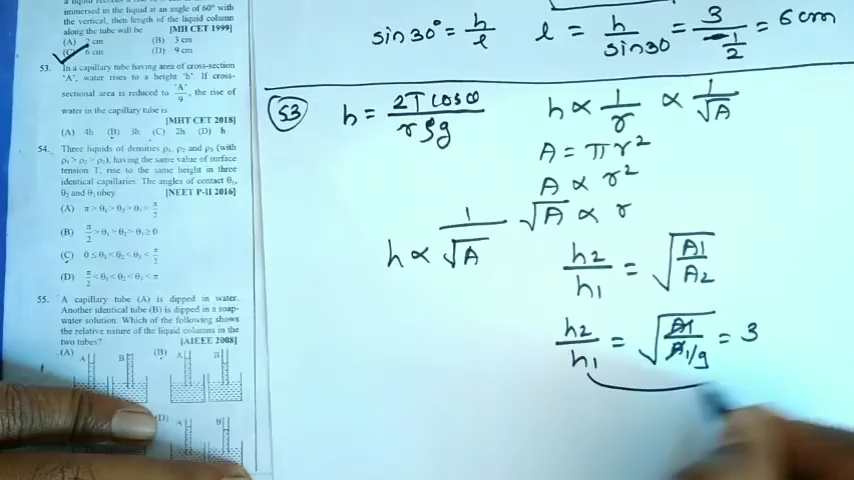 immersed in the liquid at an angle of 60° with
the vertical, then length of the liquid column
along the tube will be [MH CET 1999]
(A) 2 cm (B) 3 cm
(C) 6 cm (D) 9 cm
53. In a capillary tube having area of cross-section
'A', water rises to a height 'h'. If cross-
sectional area is reduced to 'A'/9, the rise of
water in the capillary tube is
[MHT CET 2018]
(A) 4h (B) 3h (C) 2h (D) h
54. Three liquids of densities ρ₁, ρ₂ and ρ₃ (with
ρ₁ > ρ₂ > ρ₃), having the same value of surface
tension T, rise to the same height in three
identical capillaries. The angles of contact θ₁,
θ₂ and θ₃ obey [NEET P-II 2016]
(A) π > θ₁ > θ₂ > θ₃ > π/2
(B) π/2 > θ₁ > θ₂ > θ₃ ≥ 0
(C) 0 ≤ θ₁ < θ₂ < θ₃ < π/2
(D) π/2 < θ₁ < θ₂ < θ₃ < π
55. A capillary tube (A) is dipped in water.
Another identical tube (B) is dipped in a soap-
water solution. Which of the following shows
the relative nature of the liquid columns in the
two tubes? [AIEEE 2008]
(A) A B (B) A B
(D)
A B
sin30° = h/l l = h/sin30 = 3/(1/2) = 6cm
53 h = 2T cosθ/rρg h ∝ 1/r ∝ 1/√A
A = πr²
A ∝ r²
√A ∝ r
h ∝ 1/√A
h2/h1 = √(A1/A2)
h2/h1 = √(A1/(A1/9)) = 3